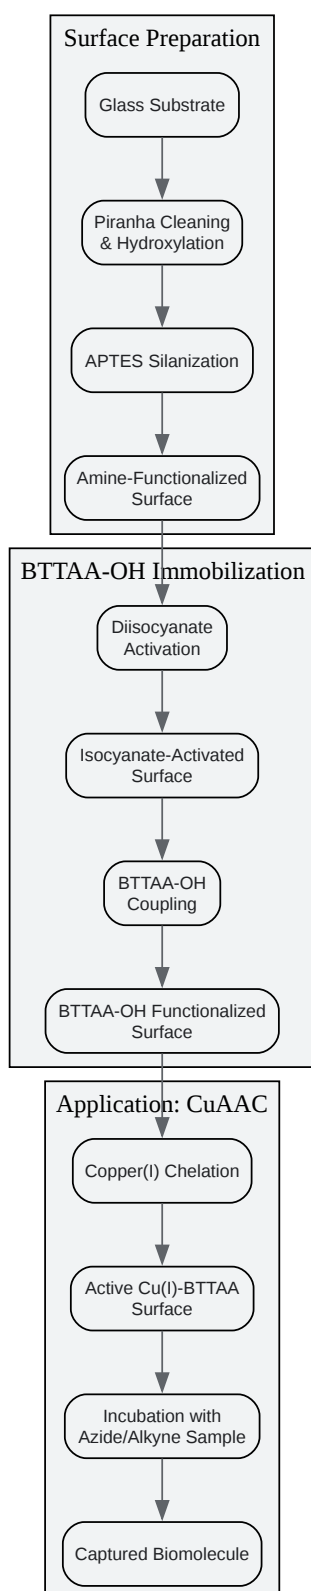 Surface Preparation
Glass Substrate
Piranha Cleaning
& Hydroxylation
APTES Silanization
Amine-Functionalized
Surface
BTTAA-OH Immobilization
Diisocyanate
Activation
Isocyanate-Activated
Surface
BTTAA-OH
Coupling
BTTAA-OH Functionalized
Surface
Application: CuAAC
Copper(I) Chelation
Active Cu(I)-BTTAA
Surface
Incubation with
Azide/Alkyne Sample
Captured Biomolecule